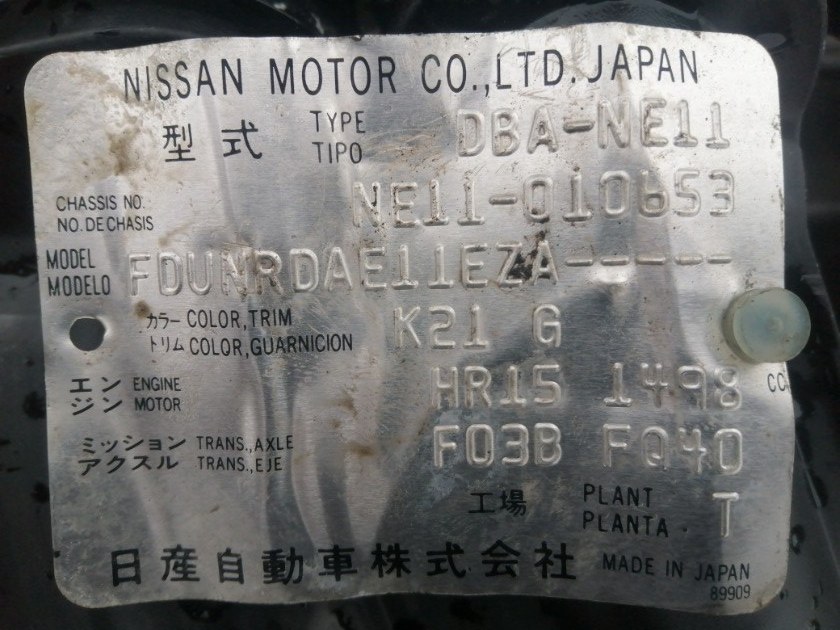 NISSAN MOTOR CO.,LTD. JAPAN
型式 TYPE TIPO DBA-NE11
CHASSIS NO. NO. DE CHASIS NE11-010653
MODEL MODELO FDUNRDAE11EZA------
カラー COLOR,TRIM K21 G
トリム COLOR,GUARNICION
エン ENGINE HR15 1498 CC
ジン MOTOR
ミッション TRANS.,AXLE F03B FQ40
アクスル TRANS.,EJE
工場 PLANT PLANTA T
日産自動車株式会社 MADE IN JAPAN
89909